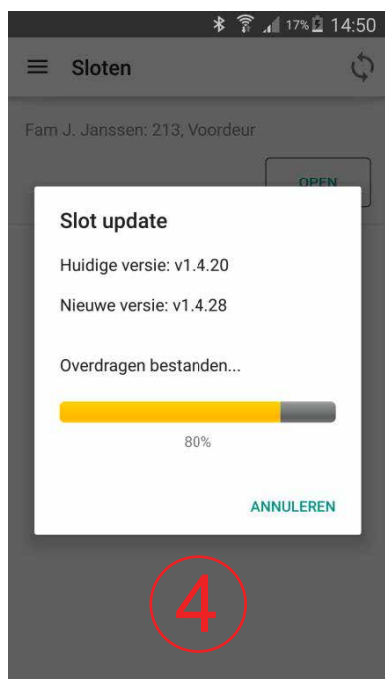 17% 14:50
Sloten
Fam J. Janssen: 213, Voordeur
OPEN
Slot update
Huidige versie: v1.4.20
Nieuwe versie: v1.4.28
Overdragen bestanden...
80%
ANNULEREN
4